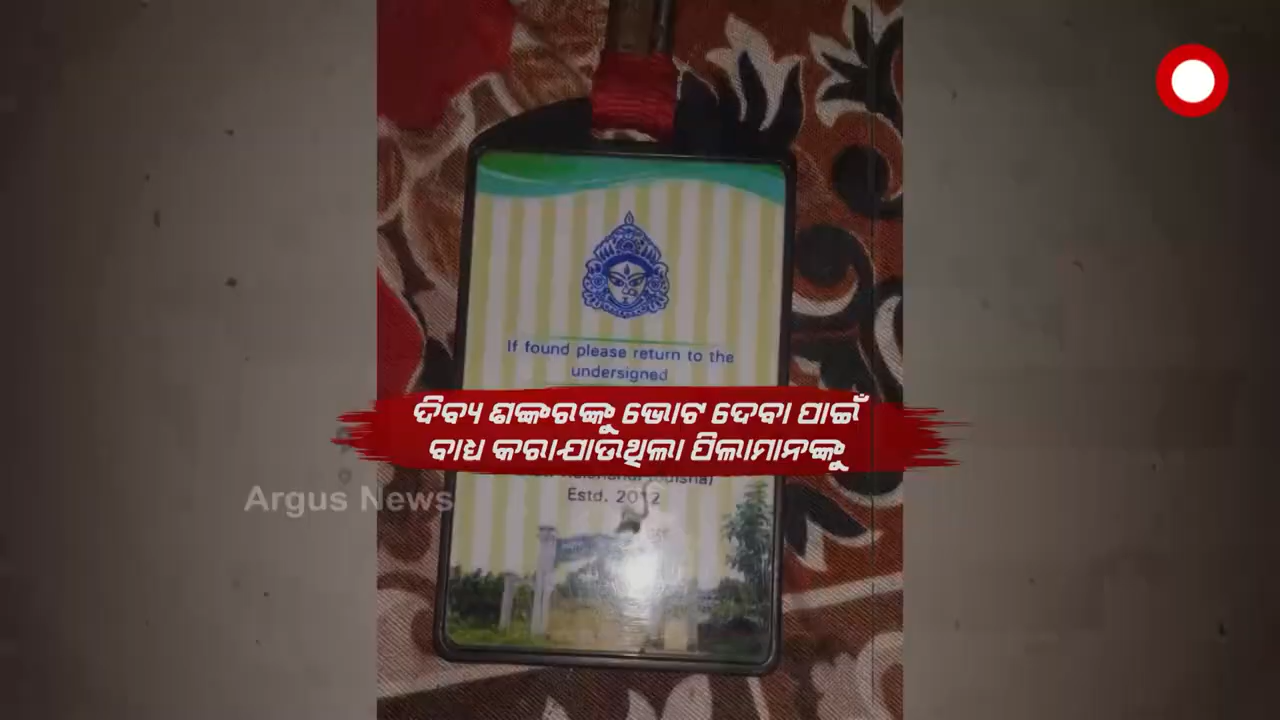 If found please return to the
undersigned
ଦିବ୍ୟ ଶଙ୍କରଙ୍କୁ ଭୋଟ ଦେବା ପାଇଁ
ବାଧ୍ୟ କରାଯାଉଥିଲା ପିଲାମାନଙ୍କୁ
Estd. 2012
Argus News